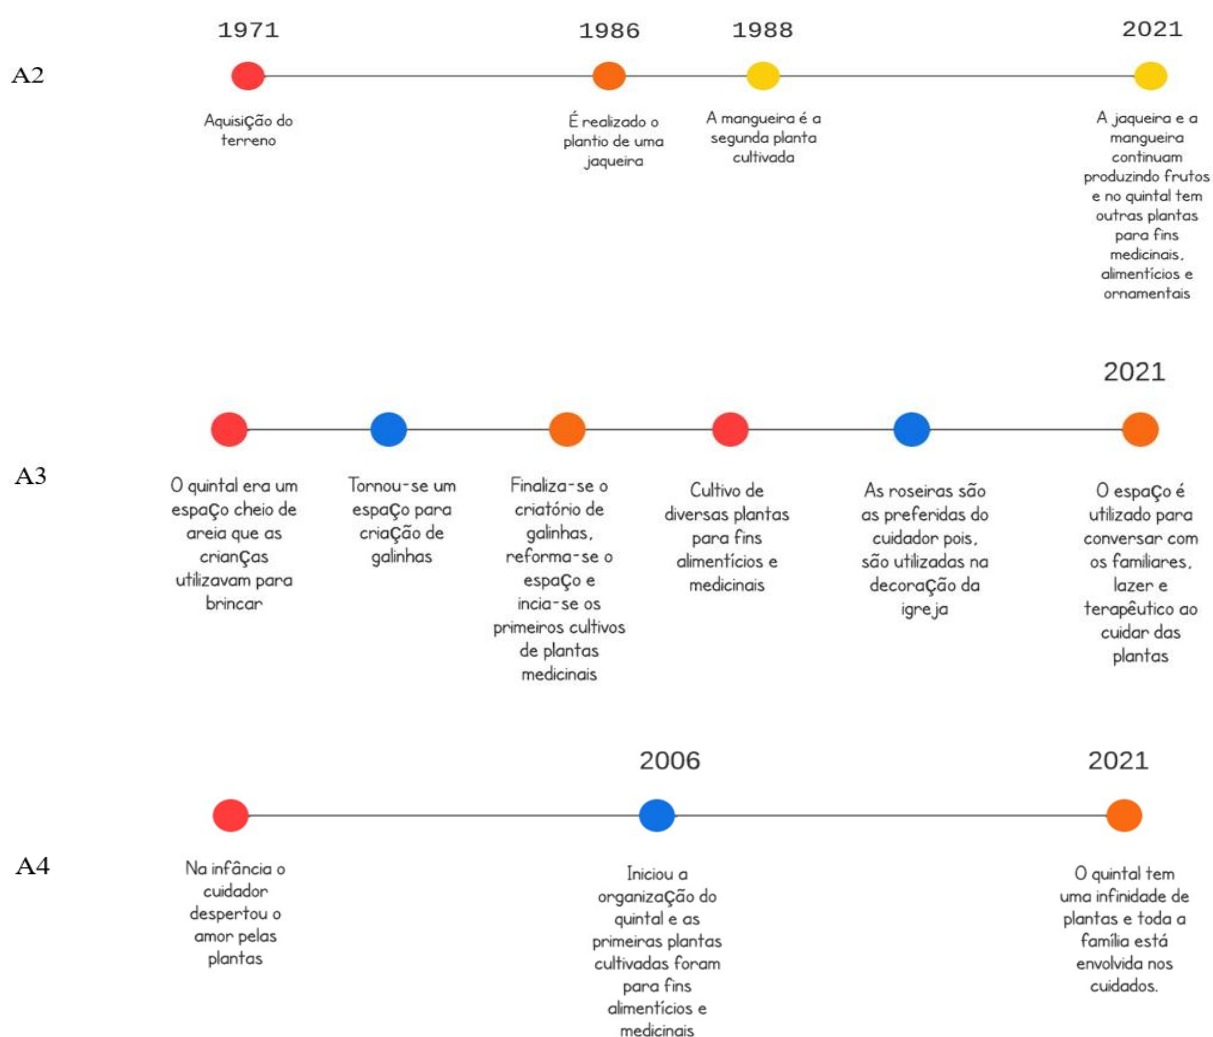 A2
1971
Aquisição do
terreno
1986
É realizado o
plantio de uma
jaqueira
1988
A mangueira é a
segunda planta
cultivada
2021
A jaqueira e a
mangueira
continuam
produzindo frutos
e no quintal tem
outras plantas
para fins
medicinais,
alimentícios e
ornamentais
A3
O quintal era um
espaço cheio de
areia que as
crianças
utilizavam para
brincar
Tornou-se um
espaço para
criação de
galinhas
Finaliza-se o
criatório de
galinhas,
reforma-se o
espaço e
incia-se os
primeiros cultivos
de plantas
medicinais
Cultivo de
diversas plantas
para fins
alimentícios e
medicinais
As roseiras são
as preferidas do
cuidador pois,
são utilizadas na
decoração da
igreja
2021
O espaço é
utilizado para
conversar com
os familiares,
lazer e
terapêutico ao
cuidar das
plantas
A4
Na infância o
cuidador
despertou o
amor pelas
plantas
2006
Iniciou a
organização do
quintal e as
primeiras plantas
cultivadas foram
para fins
alimentícios e
medicinais
2021
O quintal tem
uma infinidade de
plantas e toda a
família está
envolvida nos
cuidados.